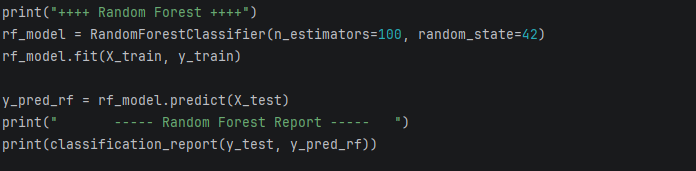 print("++++ Random Forest ++++")
rf_model = RandomForestClassifier(n_estimators=100, random_state=42)
rf_model.fit(X_train, y_train)

y_pred_rf = rf_model.predict(X_test)
print("       ----- Random Forest Report -----   ")
print(classification_report(y_test, y_pred_rf))